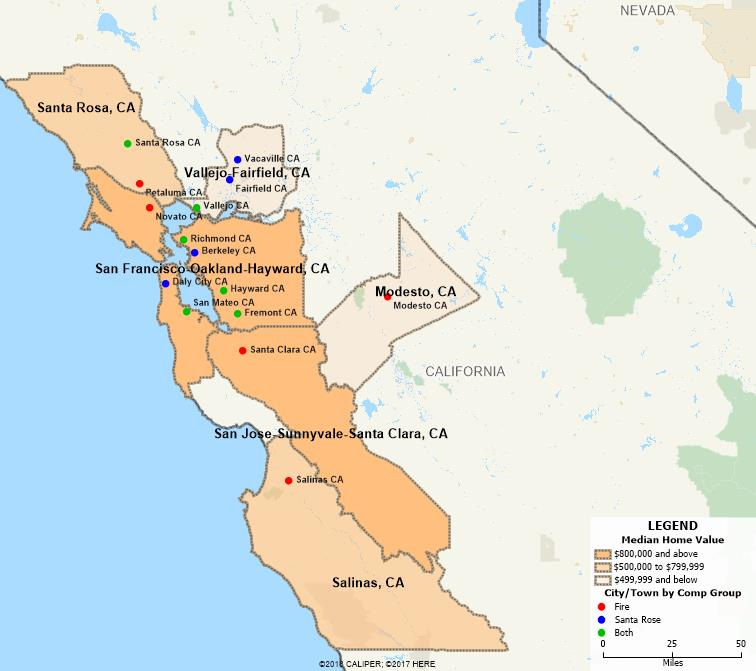 NEVADA
Santa Rosa, CA
Santa Rosa CA
Vacaville CA
Vallejo-Fairfield, CA
Petaluma CA
Fairfield CA
Vallejo CA
Novato CA
Richmond CA
Berkeley CA
San Francisco-Oakland-Hayward, CA
Daly City CA
Hayward CA
San Mateo CA
Fremont CA
Modesto, CA
Modesto CA
Santa Clara CA
CALIFORNIA
San Jose-Sunnyvale-Santa Clara, CA
Salinas CA
Salinas, CA
LEGEND
Median Home Value
$800,000 and above
$500,000 to $799,999
$499,999 and below
City/Town by Comp Group
Fire
Santa Rose
Both
0 25 50
Miles
©2018 CALIPER; ©2017 HERE